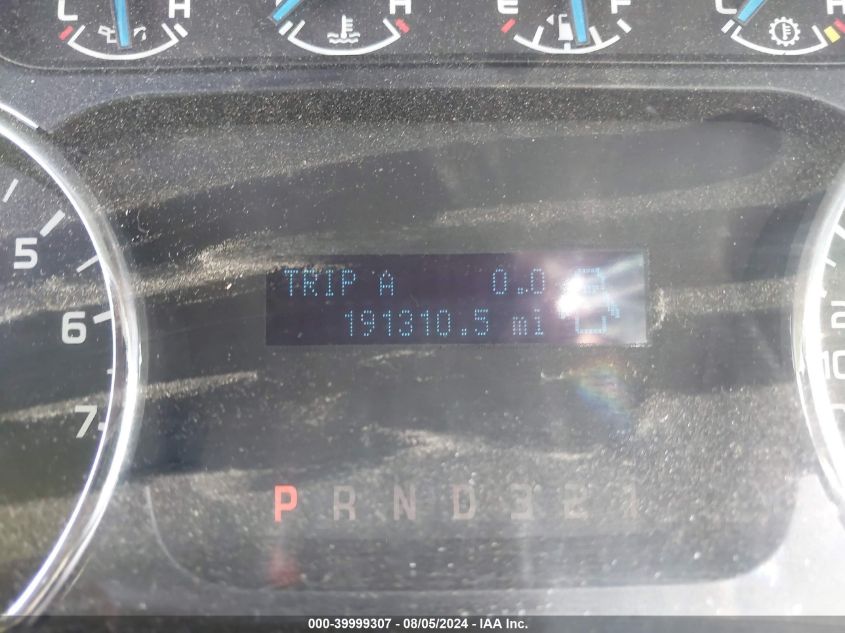 L H H E F C H
5
6
7
TRIP A 0.0
191310.5 mi
10
P R N D 3 2 1
000-39999307 - 08/05/2024 - IAA Inc.